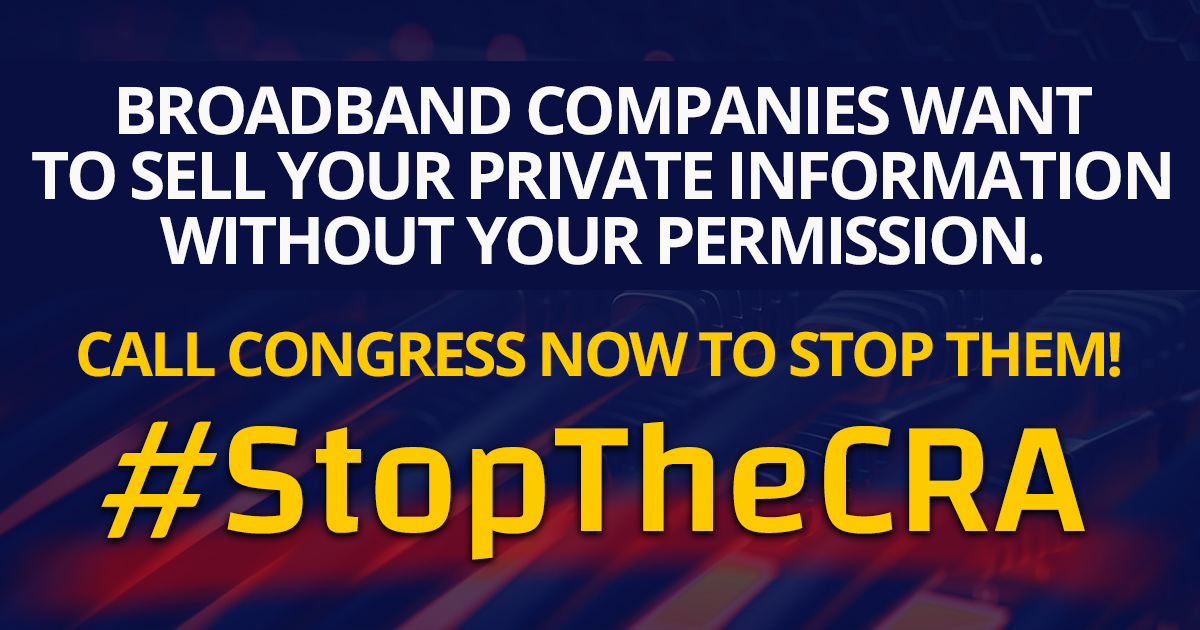 BROADBAND COMPANIES WANT
TO SELL YOUR PRIVATE INFORMATION
WITHOUT YOUR PERMISSION.
CALL CONGRESS NOW TO STOP THEM!
#StopTheCRA